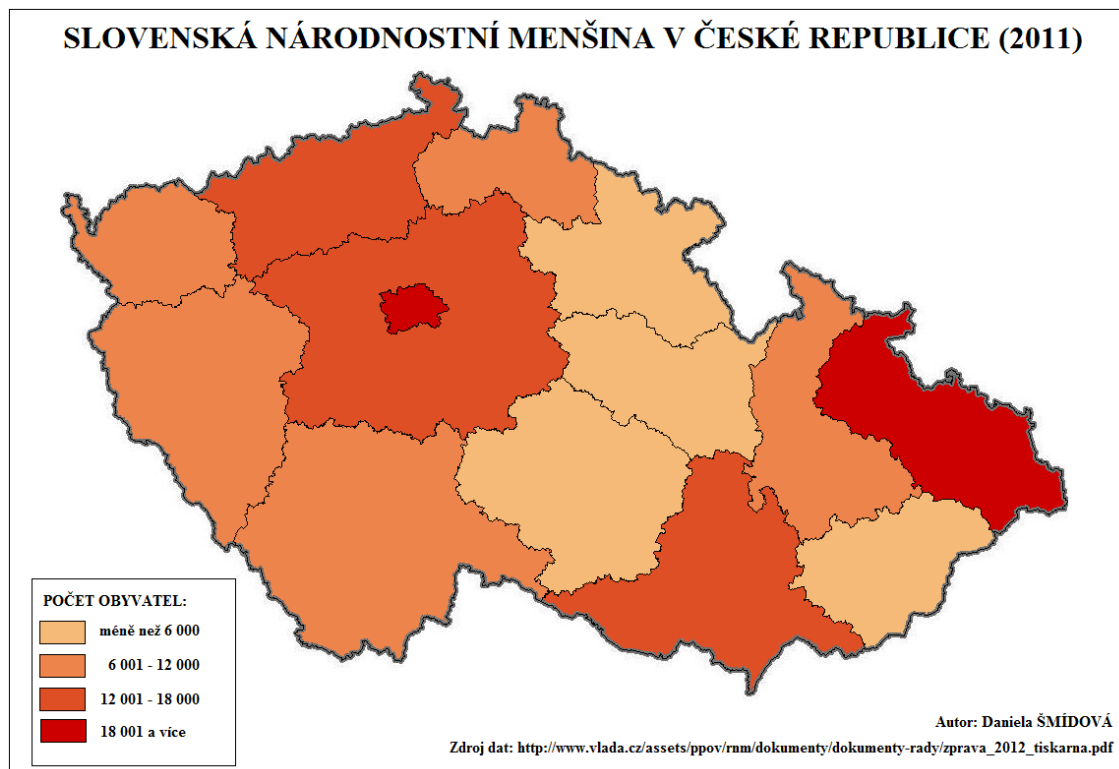 SLOVENSKÁ NÁRODNOSTNÍ MENŠINA V ČESKÉ REPUBLICE (2011)
POČET OBYVATEL:
méně než 6 000
6 001 - 12 000
12 001 - 18 000
18 001 a více
Autor: Daniela ŠMÍDOVÁ
Zdroj dat: http://www.vlada.cz/assets/ppov/rnm/dokumenty/dokumenty-rady/zprava_2012_tiskarna.pdf